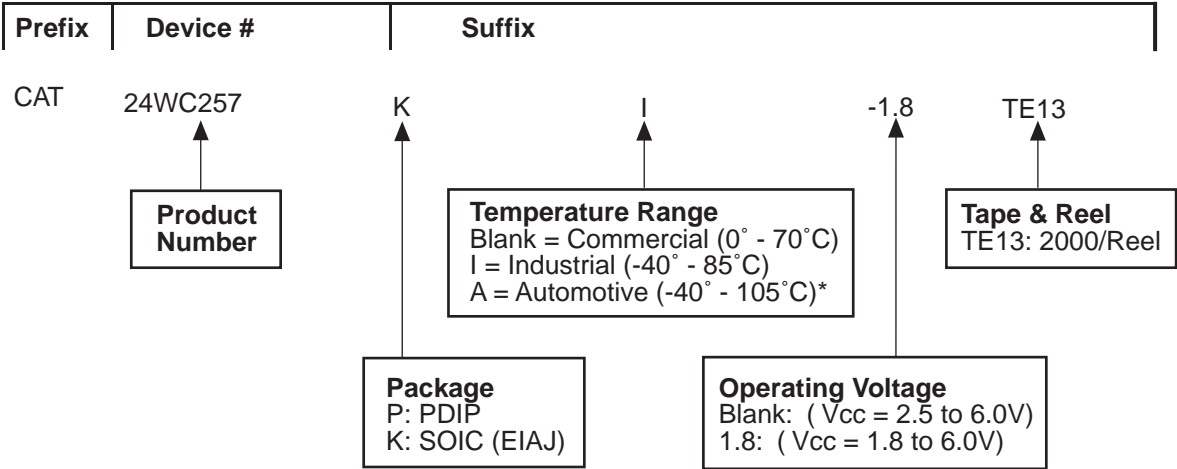 Prefix Device # Suffix
CAT 24WC257 K I -1.8 TE13
Product
Number
Temperature Range
Blank = Commercial (0˚ - 70˚C)
I = Industrial (-40˚ - 85˚C)
A = Automotive (-40˚ - 105˚C)*
Tape & Reel
TE13: 2000/Reel
Package
P: PDIP
K: SOIC (EIAJ)
Operating Voltage
Blank: ( Vcc = 2.5 to 6.0V)
1.8: ( Vcc = 1.8 to 6.0V)